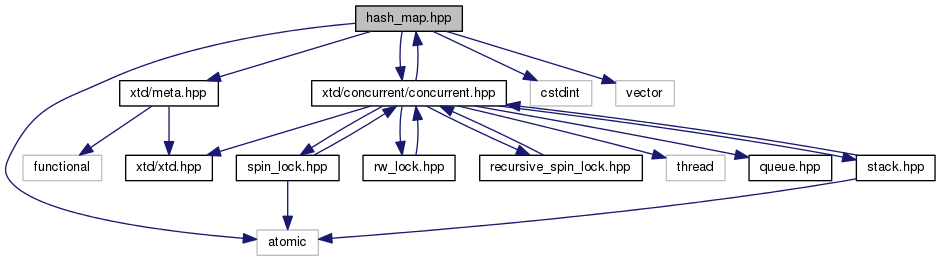 hash_map.hpp
xtd/meta.hpp
xtd/concurrent/concurrent.hpp
cstdint
vector
functional
xtd/xtd.hpp
spin_lock.hpp
rw_lock.hpp
recursive_spin_lock.hpp
thread
queue.hpp
stack.hpp
atomic